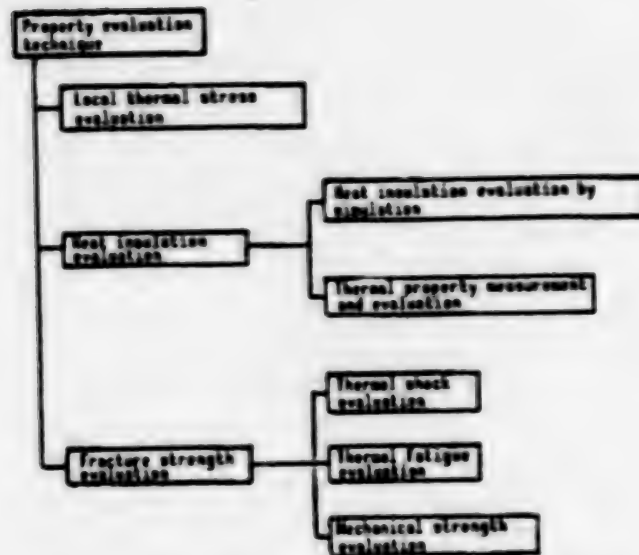 Property evaluation
technique
Local thermal stress
evaluation
Heat insulation evaluation by
simulation
Heat insulation
evaluation
Thermal property measurement
and evaluation
Thermal shock
evaluation
Fracture strength
evaluation
Thermal fatigue
evaluation
Mechanical strength
evaluation